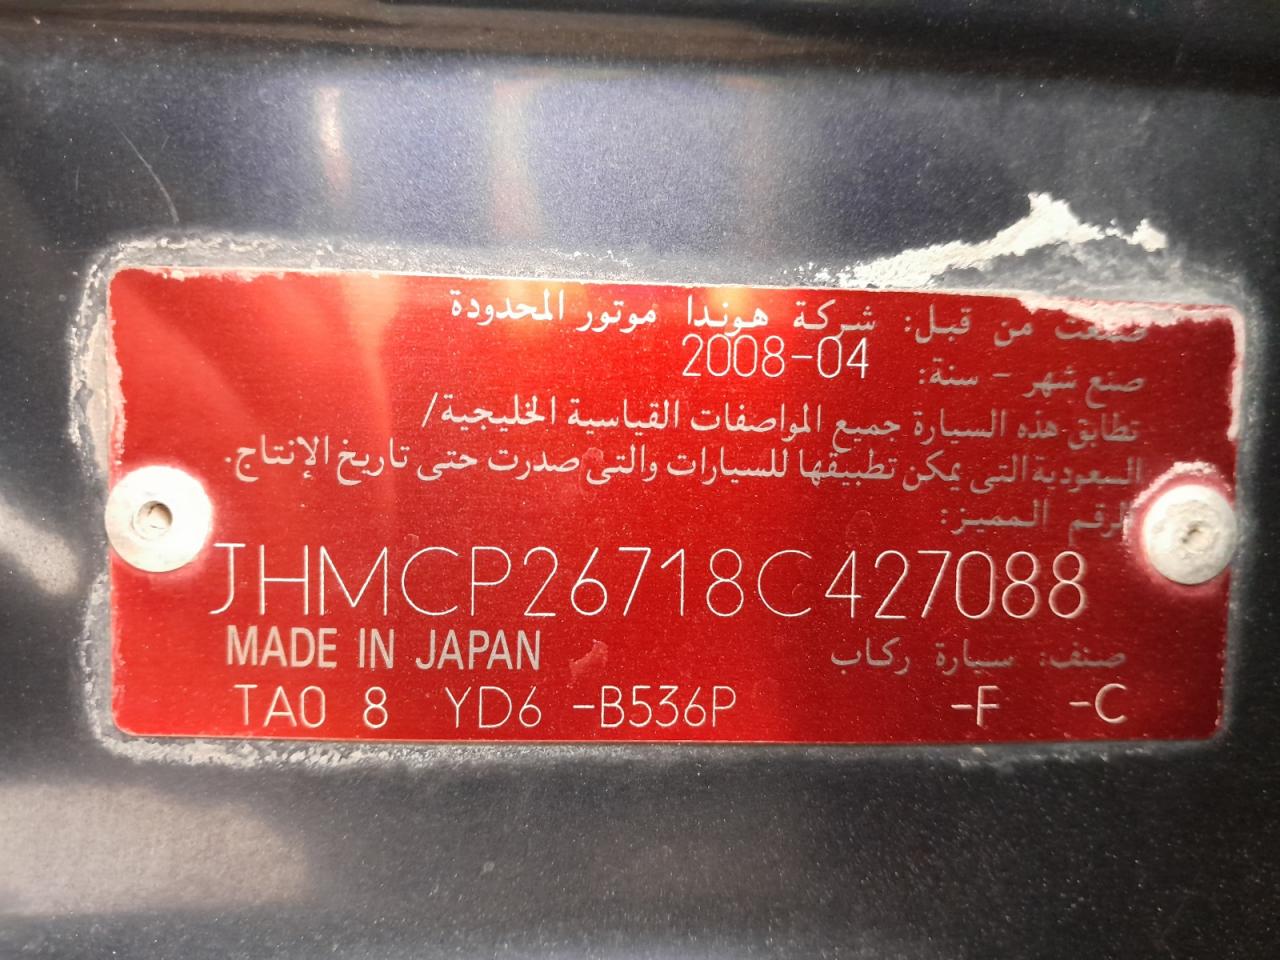 صنعت من قبل: شركة هوندا موتور المحدودة
صنع شهر - سنة: 2008-04
تطابق هذه السيارة جميع المواصفات القياسية الخليجية/
السعودية التى يمكن تطبيقها للسيارات والتى صدرت حتى تاريخ الإنتاج.
الرقم المميز:
JHMCP26718C427088
MADE IN JAPAN صنف: سيارة ركاب
TA0 8 YD6 -B536P -F -C